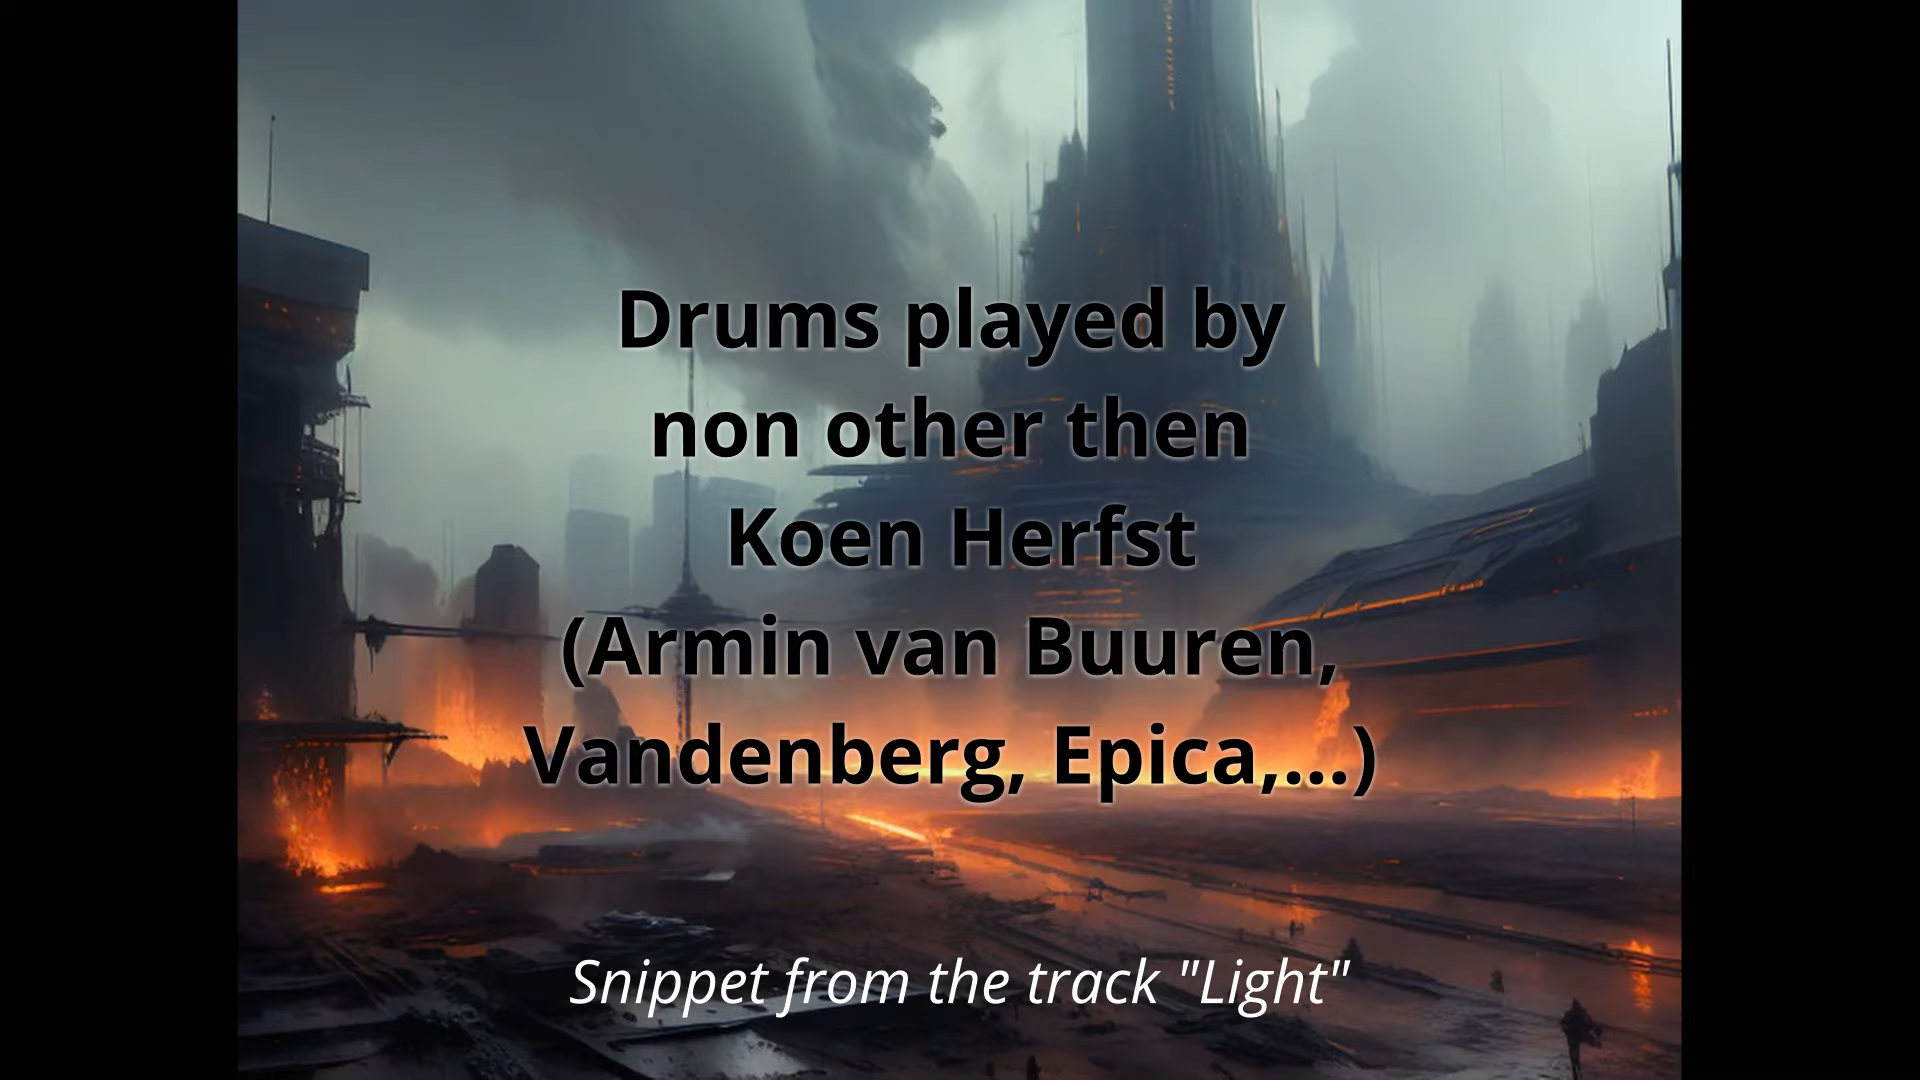 Drums played by
non other then
Koen Herfst
(Armin van Buuren,
Vandenberg, Epica,...)
Snippet from the track "Light"